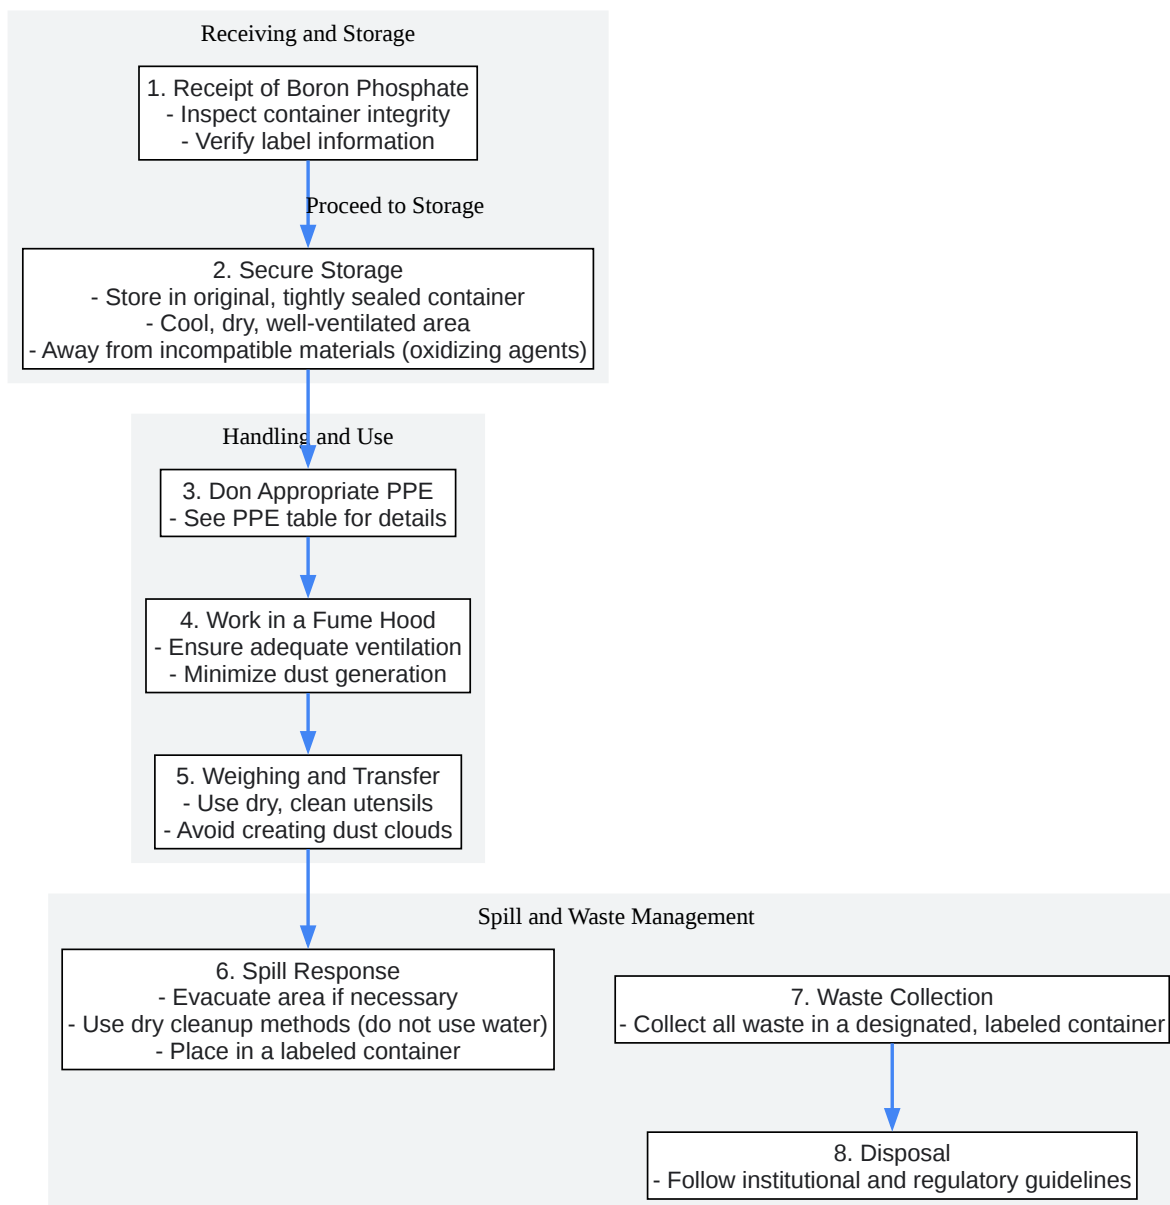 Receiving and Storage
1. Receipt of Boron Phosphate
- Inspect container integrity
- Verify label information
Proceed to Storage
2. Secure Storage
- Store in original, tightly sealed container
- Cool, dry, well-ventilated area
- Away from incompatible materials (oxidizing agents)
Handling and Use
3. Don Appropriate PPE
- See PPE table for details
4. Work in a Fume Hood
- Ensure adequate ventilation
- Minimize dust generation
5. Weighing and Transfer
- Use dry, clean utensils
- Avoid creating dust clouds
Spill and Waste Management
6. Spill Response
- Evacuate area if necessary
- Use dry cleanup methods (do not use water)
- Place in a labeled container
7. Waste Collection
- Collect all waste in a designated, labeled container
8. Disposal
- Follow institutional and regulatory guidelines